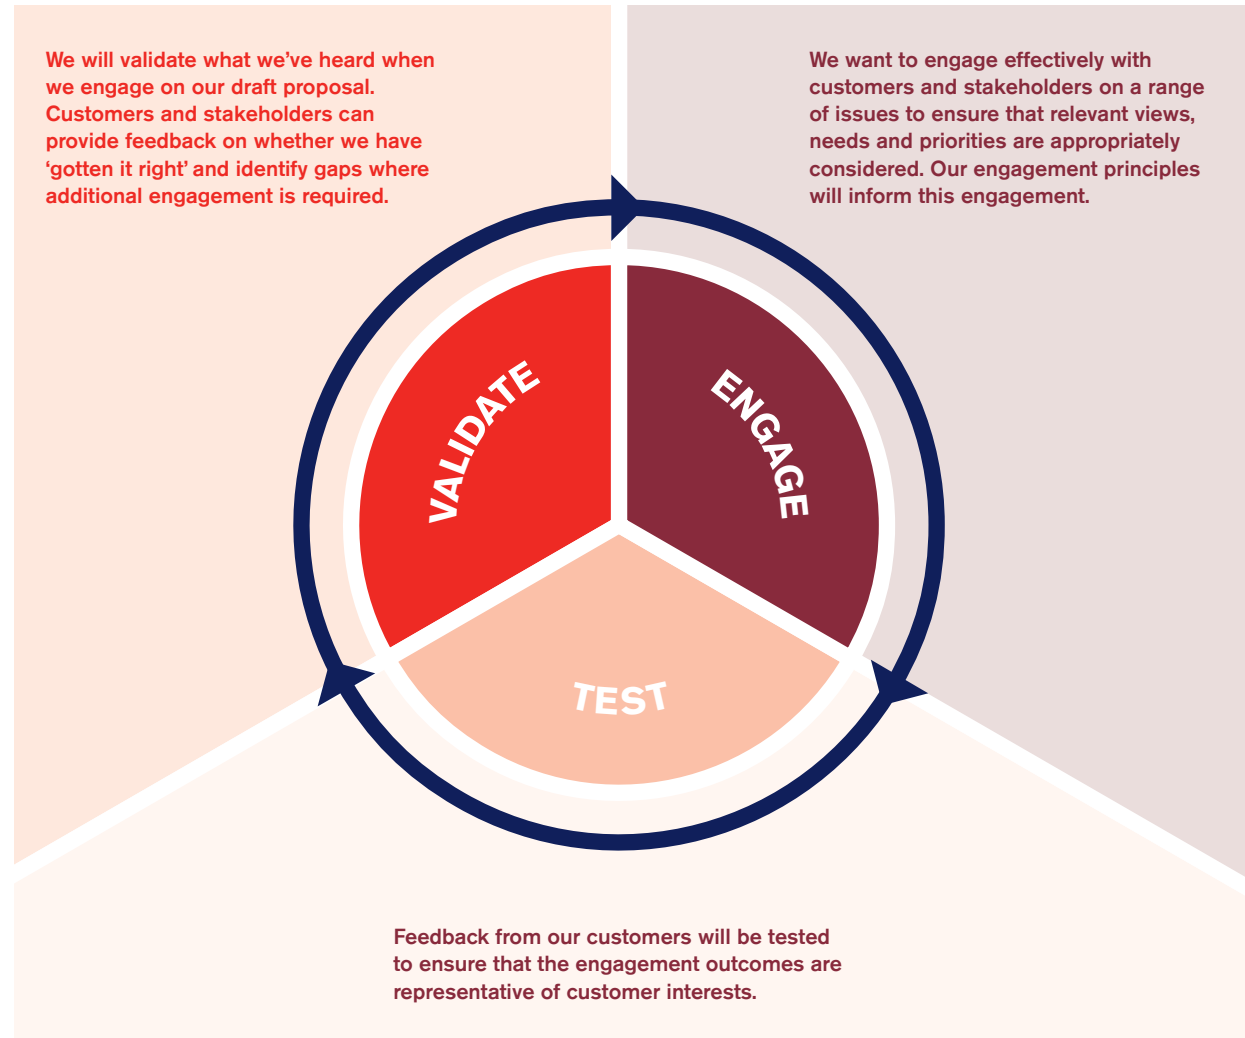 We will validate what we’ve heard when
we engage on our draft proposal.
Customers and stakeholders can
provide feedback on whether we have
‘gotten it right’ and identify gaps where
additional engagement is required.
We want to engage effectively with
customers and stakeholders on a range
of issues to ensure that relevant views,
needs and priorities are appropriately
considered. Our engagement principles
will inform this engagement.
VALIDATE
ENGAGE
TEST
Feedback from our customers will be tested
to ensure that the engagement outcomes are
representative of customer interests.